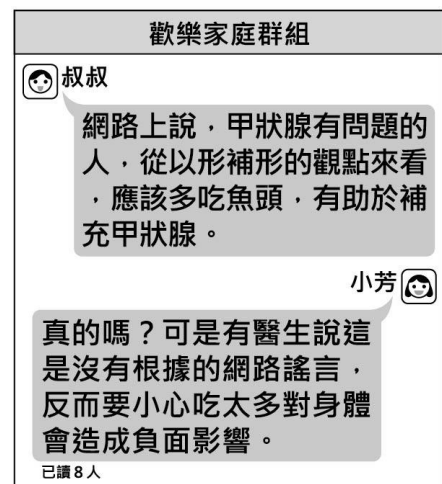 歡樂家庭群組
叔叔
網路上說，甲狀腺有問題的
人，從以形補形的觀點來看
，應該多吃魚頭，有助於補
充甲狀腺。
小芳
真的嗎？可是有醫生說這
是沒有根據的網路謠言，
反而要小心吃太多對身體
會造成負面影響。
已讀8人